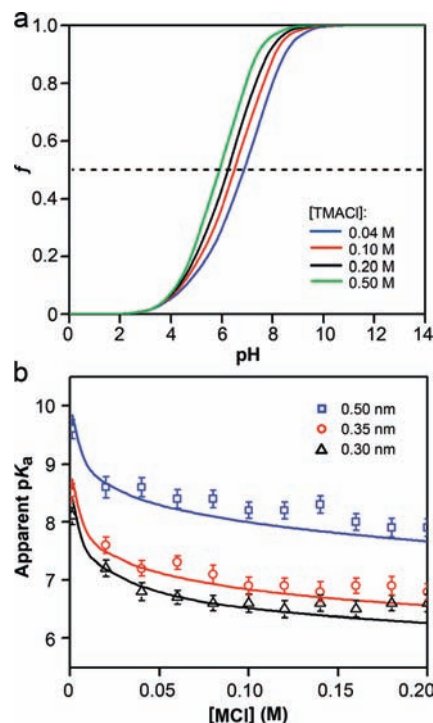 a
1.0
0.8
0.6
0.4
0.2
0
f
[TMACl]:
0.04 M
0.10 M
0.20 M
0.50 M
0 2 4 6 8 10 12 14
pH
b
10
9
8
7
6
Apparent pKa
0.50 nm
0.35 nm
0.30 nm
0 0.05 0.10 0.15 0.20
[MCl] (M)